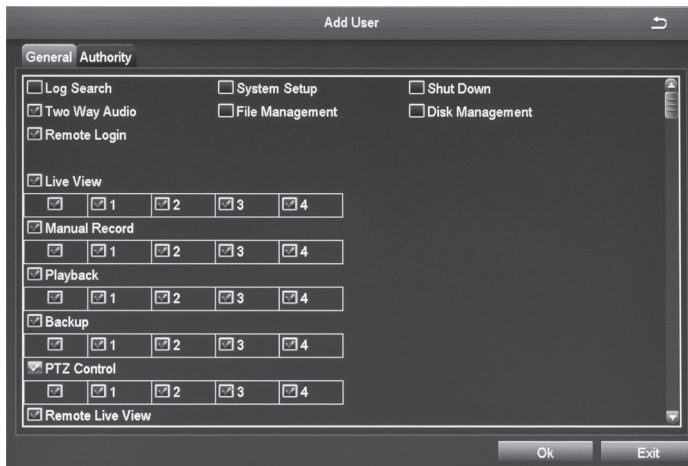 Add User
General Authority
Log Search System Setup Shut Down
Two Way Audio File Management Disk Management
Remote Login
Live View
1 2 3 4
Manual Record
1 2 3 4
Playback
1 2 3 4
Backup
1 2 3 4
PTZ Control
1 2 3 4
Remote Live View
Ok Exit